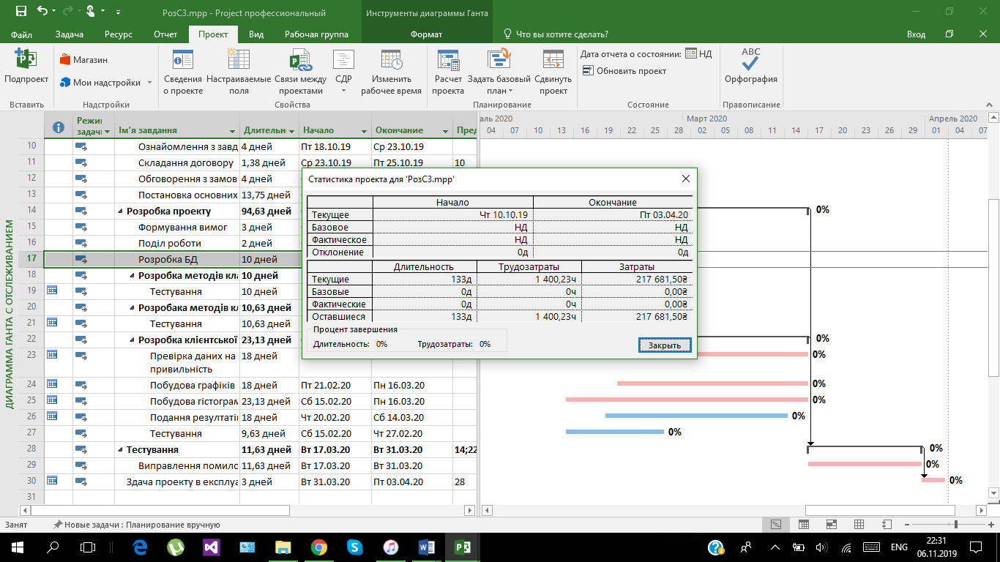 РозС3.mpp - Project профессиональный
Инструменты диаграммы Ганта
Файл Задача Ресурс Отчет Проект Вид Рабочая группа Формат Что вы хотите сделать? Вход
Подпроект
Магазин
Мои надстройки
Сведения о проекте
Настраиваемые поля
Связи между проектами
СДР
Изменить рабочее время
Расчет проекта
Задать базовый план
Сдвинуть проект
Дата отчета о состоянии: НД
Обновить проект
ABC
Орфография
Вставить Надстройки Свойства Планирование Состояние Правописание
Режим задачи Ім'я завдання Длительн Начало Окончание Пред
аль 2020 Март 2020 Апрель 2020
04 07 10 13 16 19 22 25 28 02 05 08 11 14 17 20 23 26 29 01 04 07
ДИАГРАММА ГАНТА С ОТСЛЕЖИВАНИЕМ
10 Ознайомлення з завд 4 дней Пт 18.10.19 Ср 23.10.19
11 Складання договору 1,38 дней Ср 23.10.19 Пт 25.10.19 10
12 Обговорення з замов 4 дней
13 Постановка основних 13,75 дней
14 Розробка проекту 94,63 дней 0%
15 Формування вимог 3 дней
16 Поділ роботи 2 дней
17 Розробка БД 10 дней
18 Розробка методів кла 10 дней
19 Тестування 10 дней
20 Розробака методів кл 10,63 дней
21 Тестування 10,63 дней
22 Розробка клієнтської 23,13 дней 0%
23 Превірка даних на привильність 18 дней 0%
24 Побудова графіків 18 дней Пт 21.02.20 Пн 16.03.20 0%
25 Побудова гістограм 23,13 дней Сб 15.02.20 Пн 16.03.20 0%
26 Подання резултаті 18 дней Чт 20.02.20 Сб 14.03.20 0%
27 Тестування 9,63 дней Сб 15.02.20 Чт 27.02.20 0%
28 Тестування 11,63 дней Вт 17.03.20 Вт 31.03.20 14;22 0%
29 Виправлення помилс 11,63 дней Вт 17.03.20 Вт 31.03.20 0%
30 Здача проекту в експлуа 3 дней Вт 31.03.20 Пт 03.04.20 28 0%
31
Статистика проекта для 'РозС3.mpp'
Начало Окончание
Текущее Чт 10.10.19 Пт 03.04.20
Базовое НД НД
Фактическое НД НД
Отклонение 0д 0д
Длительность Трудозатраты Затраты
Текущие 133д 1 400,23ч 217 681,50₴
Базовые 0д 0ч 0,00₴
Фактические 0д 0ч 0,00₴
Оставшиеся 133д 1 400,23ч 217 681,50₴
Процент завершения
Длительность: 0% Трудозатраты: 0%
Закрыть
Занят Новые задачи : Планирование вручную
ENG
22:31
06.11.2019